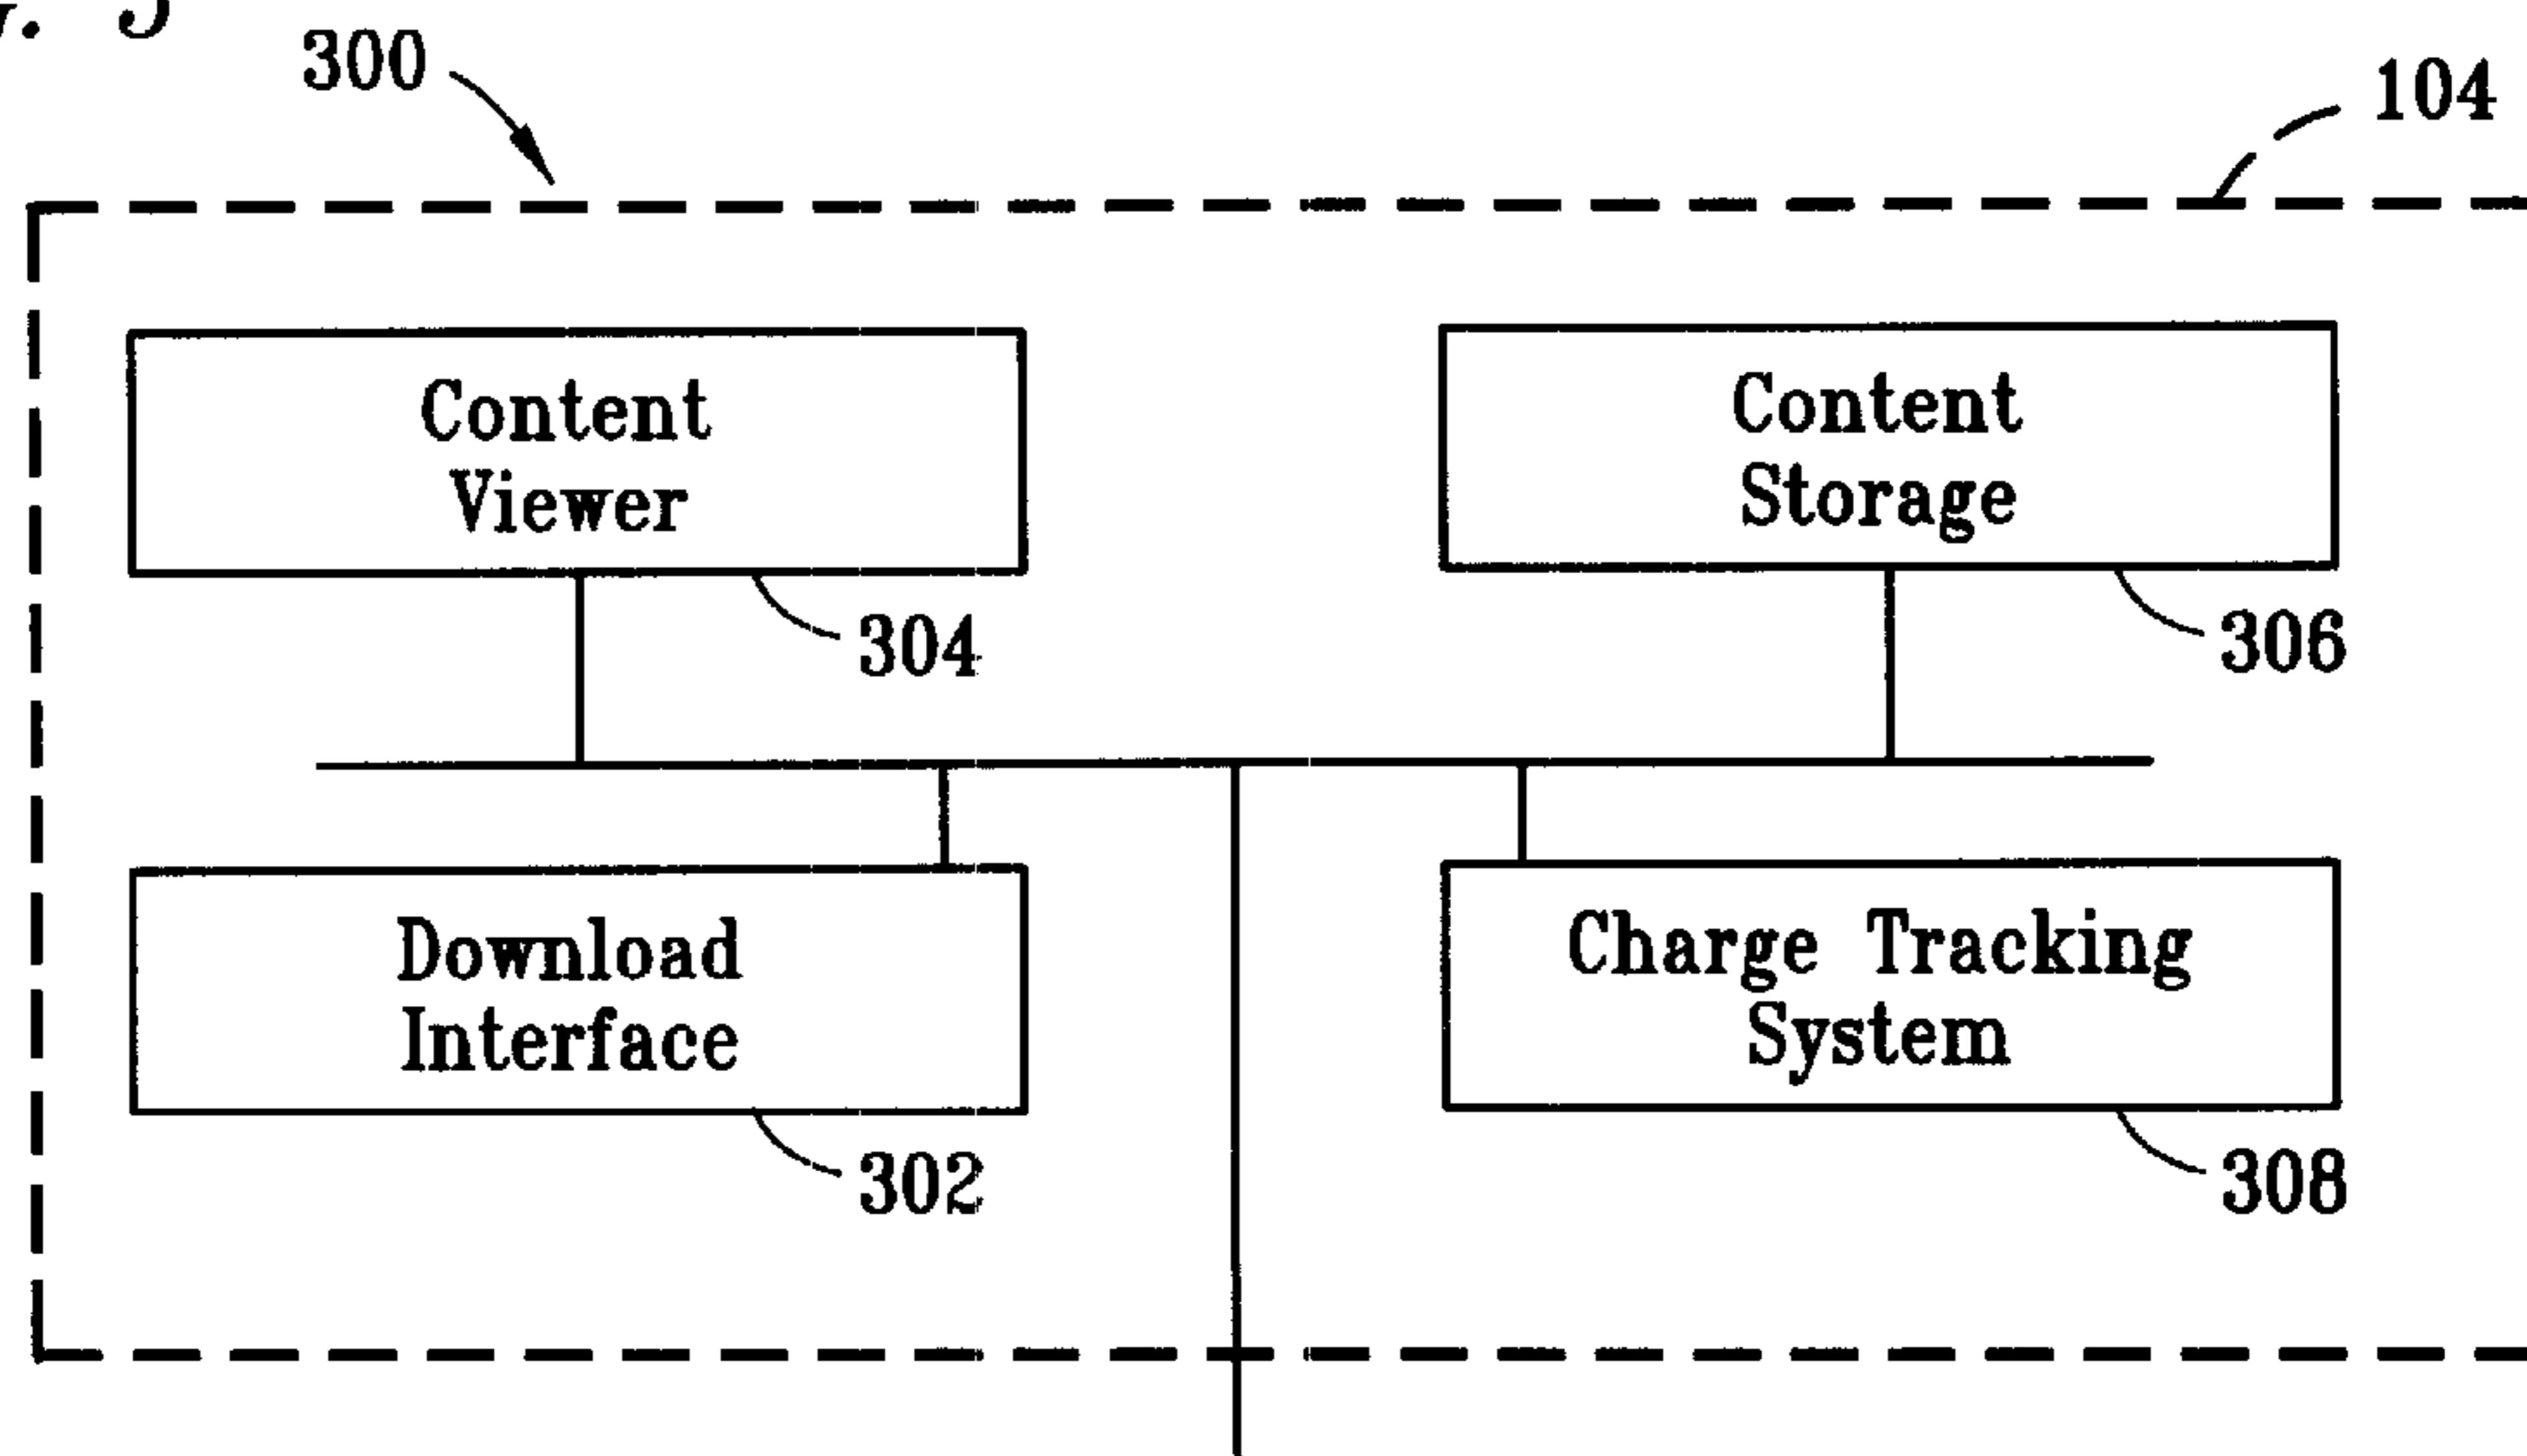 300
104
Content
Viewer
304
Content
Storage
306
Download
Interface
302
Charge Tracking
System
308